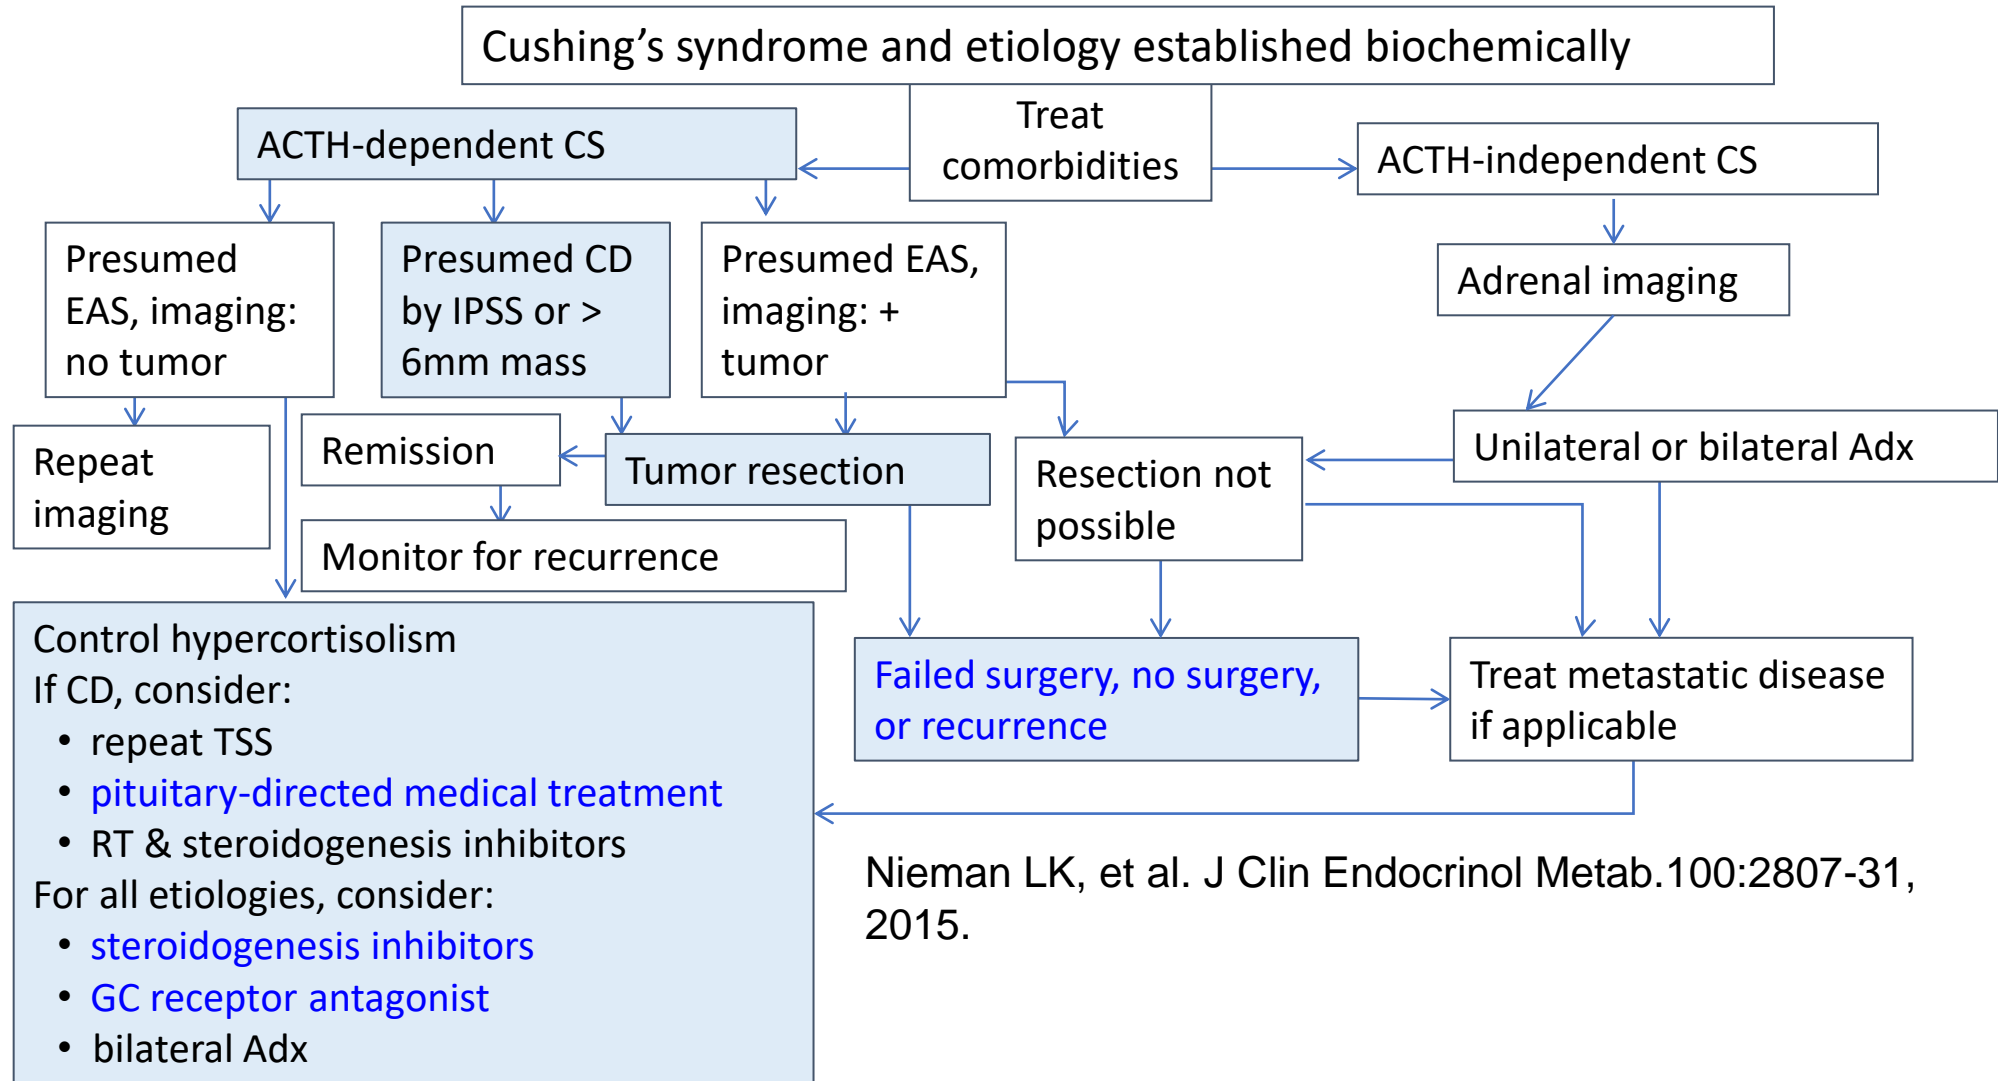 Cushing’s syndrome and etiology established biochemically
Treat
comorbidities
ACTH-dependent CS
ACTH-independent CS
Presumed
EAS, imaging:
no tumor
Presumed CD
by IPSS or >
6mm mass
Presumed EAS,
imaging: +
tumor
Adrenal imaging
Repeat
imaging
Remission
Tumor resection
Resection not
possible
Unilateral or bilateral Adx
Monitor for recurrence
Control hypercortisolism
If CD, consider:
• repeat TSS
• pituitary-directed medical treatment
• RT & steroidogenesis inhibitors
For all etiologies, consider:
• steroidogenesis inhibitors
• GC receptor antagonist
• bilateral Adx
Failed surgery, no surgery,
or recurrence
Treat metastatic disease
if applicable
Nieman LK, et al. J Clin Endocrinol Metab.100:2807-31,
2015.